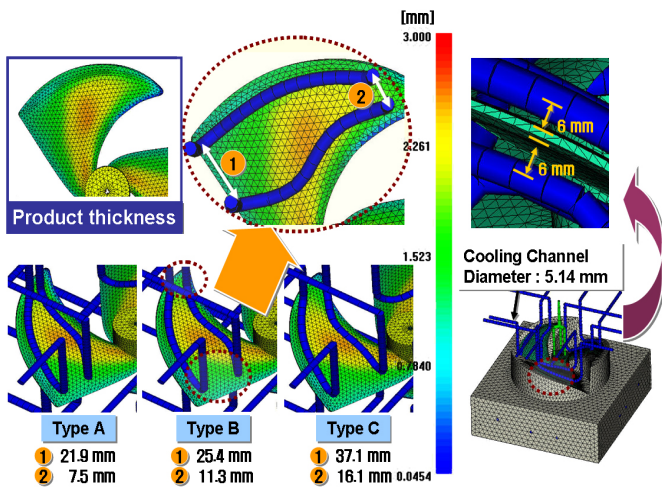 [mm]
3.000
2.261
1.523
0.7840
0.0454
Product thickness
1
2
6 mm
6 mm
Cooling Channel
Diameter : 5.14 mm
Type A
1 21.9 mm
2 7.5 mm
Type B
1 25.4 mm
2 11.3 mm
Type C
1 37.1 mm
2 16.1 mm